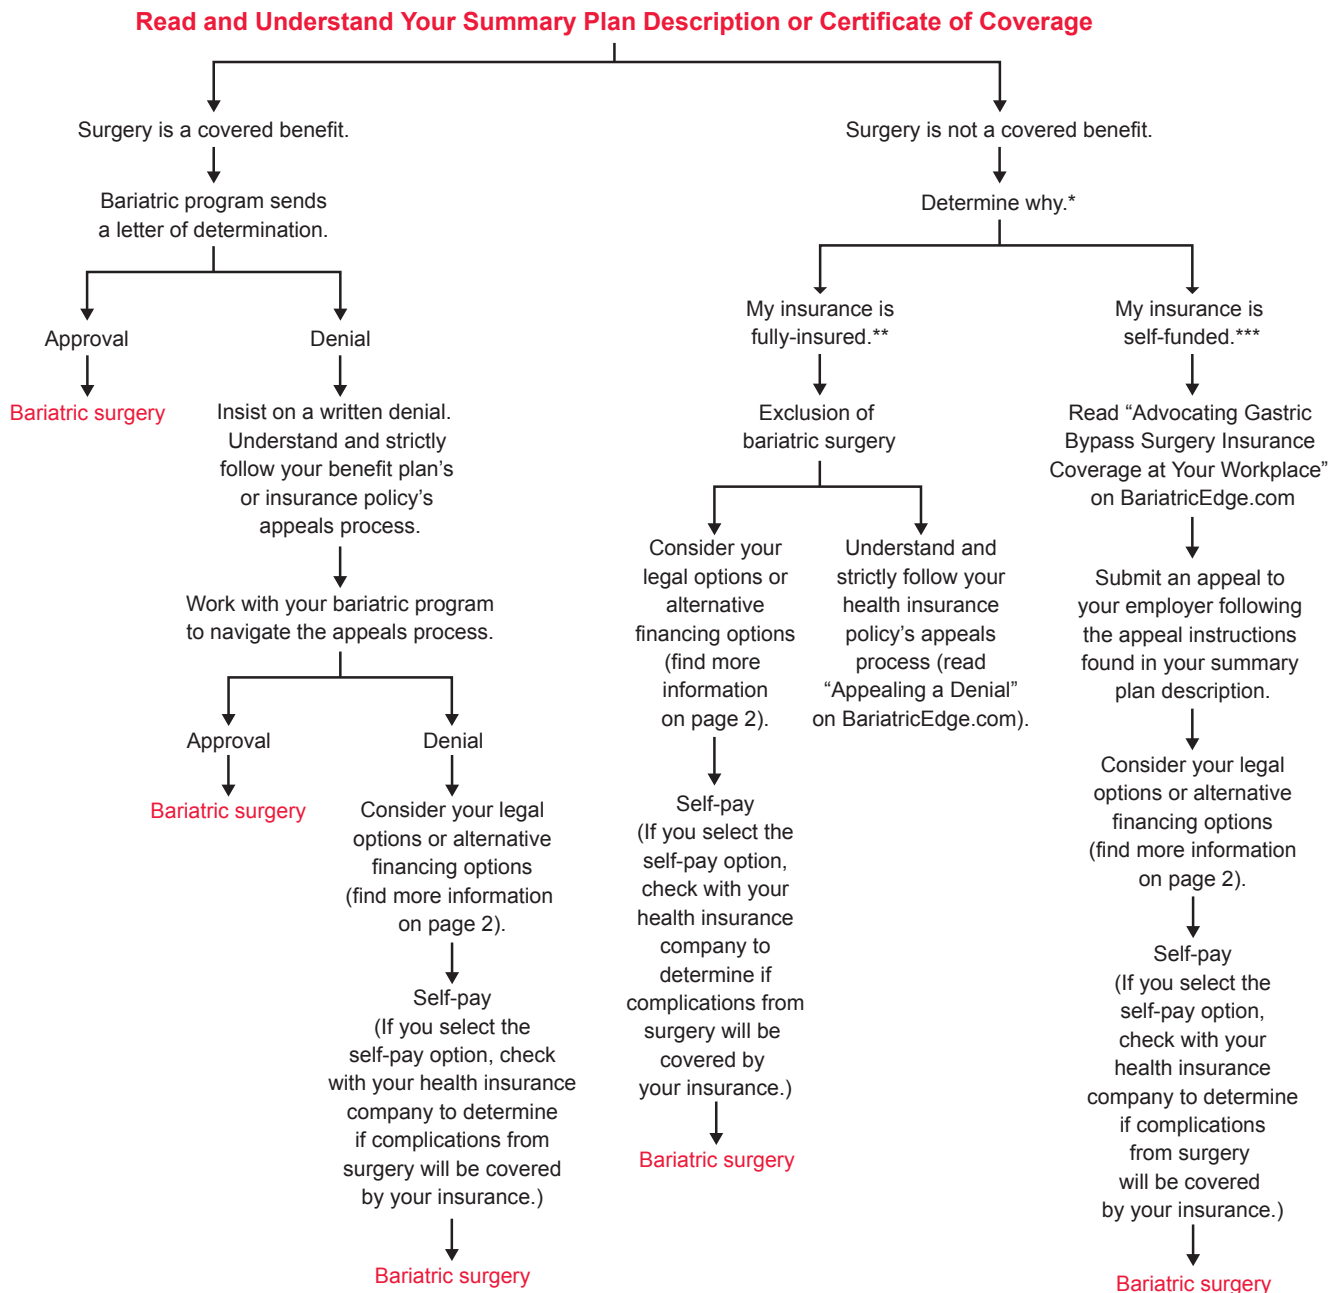 Read and Understand Your Summary Plan Description or Certificate of Coverage
Surgery is a covered benefit.
Bariatric program sends
a letter of determination.
Approval
Bariatric surgery
Denial
Insist on a written denial.
Understand and strictly
follow your benefit plan’s
or insurance policy’s
appeals process.
Work with your bariatric program
to navigate the appeals process.
Approval
Bariatric surgery
Denial
Consider your legal
options or alternative
financing options
(find more information
on page 2).
Self-pay
(If you select the
self-pay option, check
with your health insurance
company to determine
if complications from
surgery will be covered
by your insurance.)
Bariatric surgery
Surgery is not a covered benefit.
Determine why.*
My insurance is
fully-insured.**
Exclusion of
bariatric surgery
Consider your
legal options or
alternative
financing options
(find more
information
on page 2).
Self-pay
(If you select the
self-pay option,
check with your
health insurance
company to
determine if
complications from
surgery will be
covered by
your insurance.)
Bariatric surgery
Understand and
strictly follow your
health insurance
policy’s appeals
process (read
“Appealing a Denial”
on BariatricEdge.com).
My insurance is
self-funded.***
Read “Advocating Gastric
Bypass Surgery Insurance
Coverage at Your Workplace”
on BariatricEdge.com
Submit an appeal to
your employer following
the appeal instructions
found in your summary
plan description.
Consider your legal
options or alternative
financing options
(find more information
on page 2).
Self-pay
(If you select the
self-pay option,
check with your
health insurance
company to determine
if complications
from surgery
will be covered
by your insurance.)
Bariatric surgery